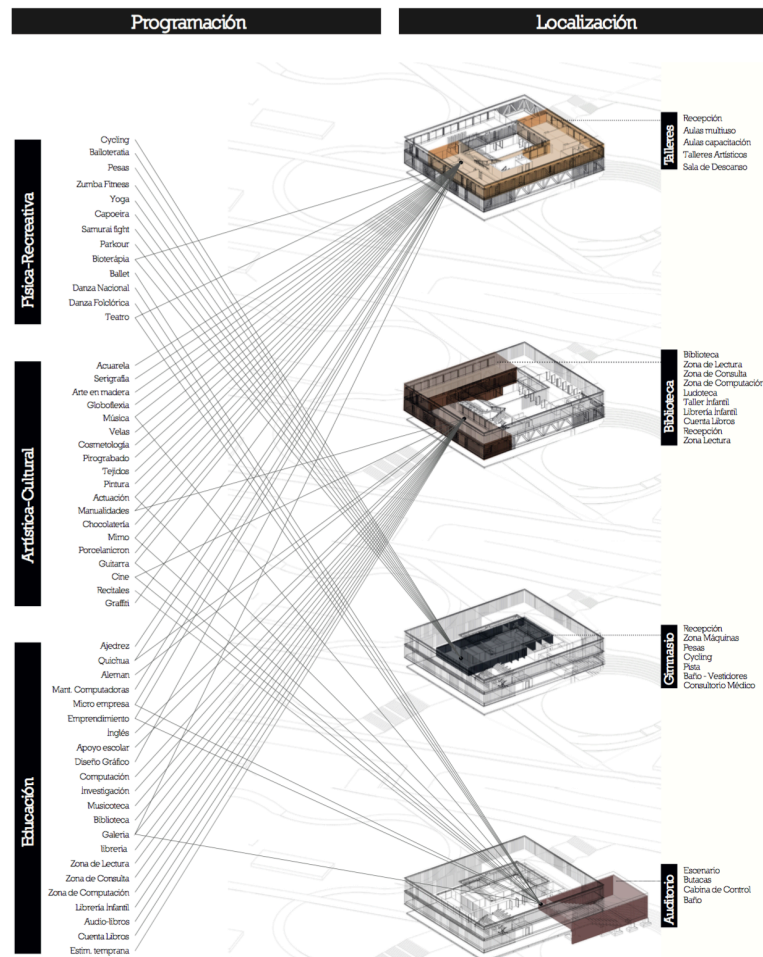 Programación
Localización
Física-Recreativa
Cycling
Bailoteratia
Pesas
Zumba Fitness
Yoga
Capoeira
Samurai fight
Parkour
Bioterápia
Ballet
Danza Nacional
Danza Folclórica
Teatro
Artística-Cultural
Acuarela
Serigrafia
Arte en madera
Globoflexia
Música
Velas
Cosmetología
Pirograbado
Tejidos
Pintura
Actuación
Manualidades
Chocolatería
Mimo
Porcelanicron
Guitarra
Cine
Recitales
Graffiti
Educación
Ajedrez
Quichua
Aleman
Mant. Computadoras
Micro empresa
Emprendimiento
Inglés
Apoyo escolar
Diseño Gráfico
Computación
Investigación
Musicoteca
Biblioteca
Galeria
libreria
Zona de Lectura
Zona de Consulta
Zona de Computación
Librería Infantil
Audio-libros
Cuenta Libros
Estim. temprana
Talleres
Recepción
Aulas multiuso
Aulas capacitación
Talleres Artísticos
Sala de Descanso
Biblioteca
Biblioteca
Zona de Lectura
Zona de Consulta
Zona de Computación
Ludoteca
Taller Infantil
Librería Infantil
Cuenta Libros
Recepción
Zona Lectura
Gimnasio
Recepción
Zona Máquinas
Pesas
Cycling
Pista
Baño - Vestidores
Consultorio Médico
Auditorio
Escenario
Butacas
Cabina de Control
Baño